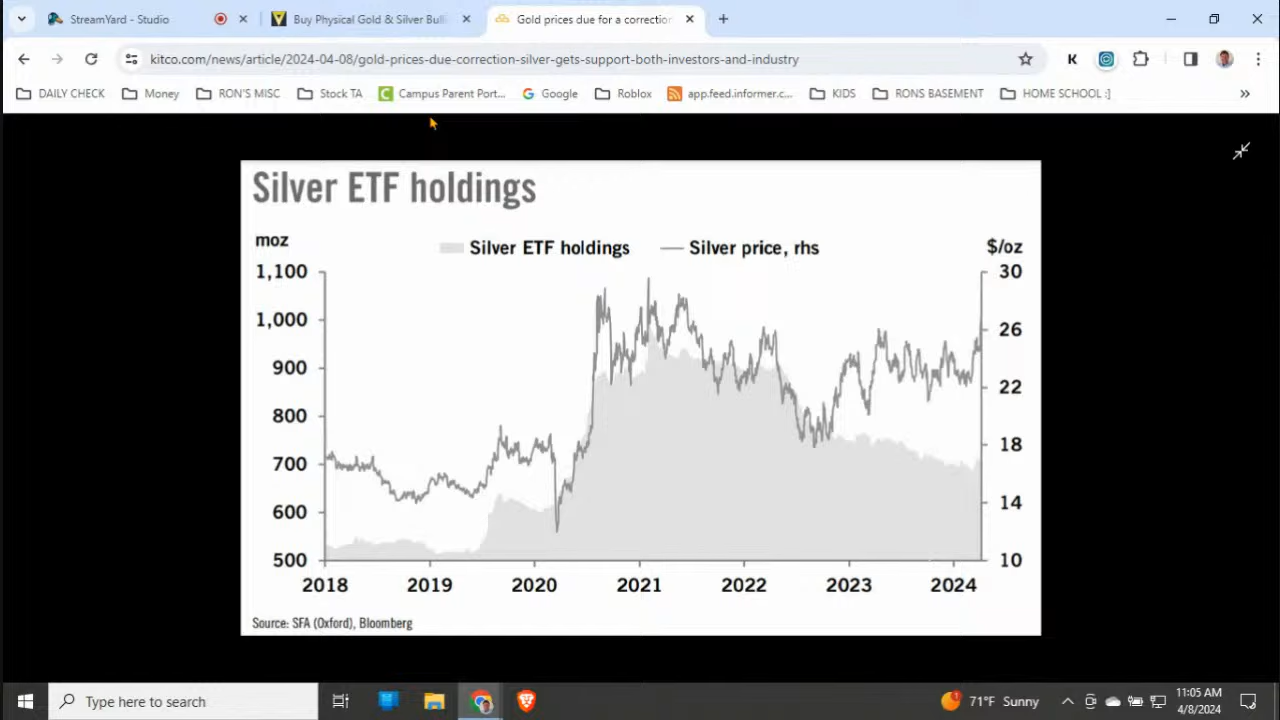 StreamYard - Studio
Buy Physical Gold & Silver Bulli
Gold prices due for a correction
kitco.com/news/article/2024-04-08/gold-prices-due-correction-silver-gets-support-both-investors-and-industry
K
DAILY CHECK Money RON'S MISC Stock TA Campus Parent Port... Google Roblox app.feed.informer.c... KIDS RONS BASEMENT HOME SCHOOL :]
Silver ETF holdings
moz
Silver ETF holdings Silver price, rhs
$/oz
1,100 30
1,000 26
900
22
800
18
700
14
600
500 10
2018 2019 2020 2021 2022 2023 2024
Source: SFA (Oxford), Bloomberg
Type here to search
1
71°F Sunny
11:05 AM
4/8/2024